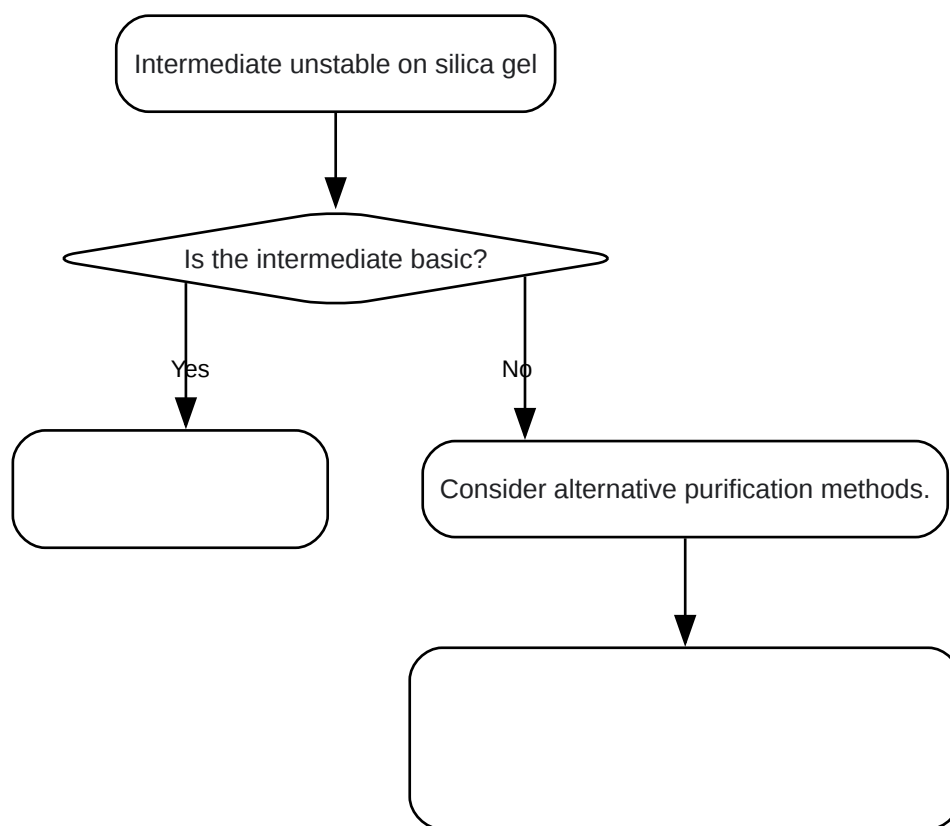 Intermediate unstable on silica gel
Is the intermediate basic?
Yes
No
Consider alternative purification methods.